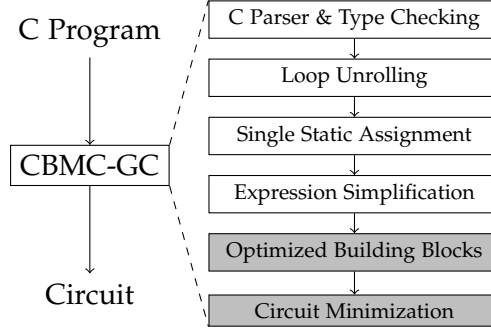 C Program
CBMC-GC
Circuit
C Parser & Type Checking
Loop Unrolling
Single Static Assignment
Expression Simplification
Optimized Building Blocks
Circuit Minimization